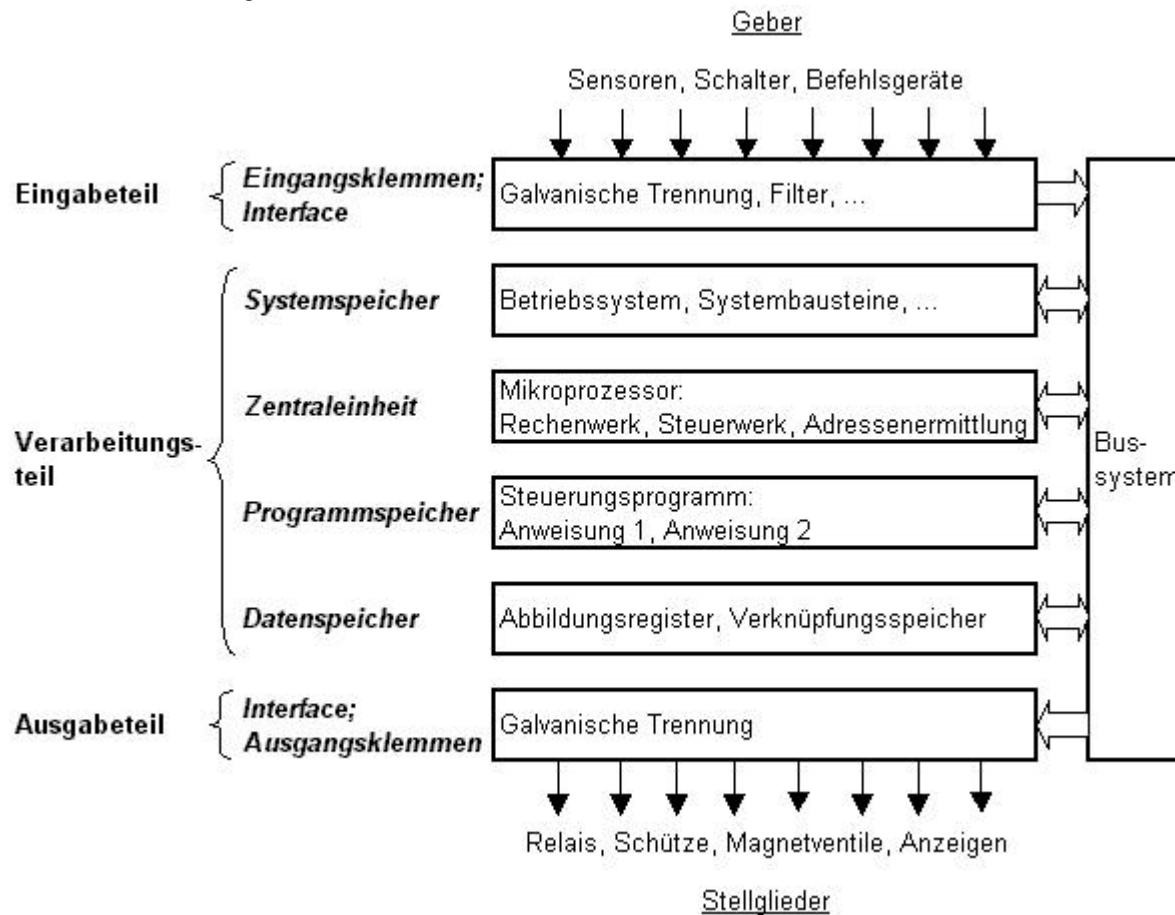 Geber
Sensoren, Schalter, Befehlsgeräte
Eingabeteil
Eingangsklemmen;
Interface
Galvanische Trennung, Filter, ...
Systemspeicher
Betriebssystem, Systembausteine, ...
Verarbeitungs-
teil
Zentraleinheit
Mikroprozessor:
Rechenwerk, Steuerwerk, Adressenermittlung
Bus-
system
Programmspeicher
Steuerungsprogramm:
Anweisung 1, Anweisung 2
Datenspeicher
Abbildungsregister, Verknüpfungsspeicher
Ausgabeteil
Interface;
Ausgangsklemmen
Galvanische Trennung
Relais, Schütze, Magnetventile, Anzeigen
Stellglieder